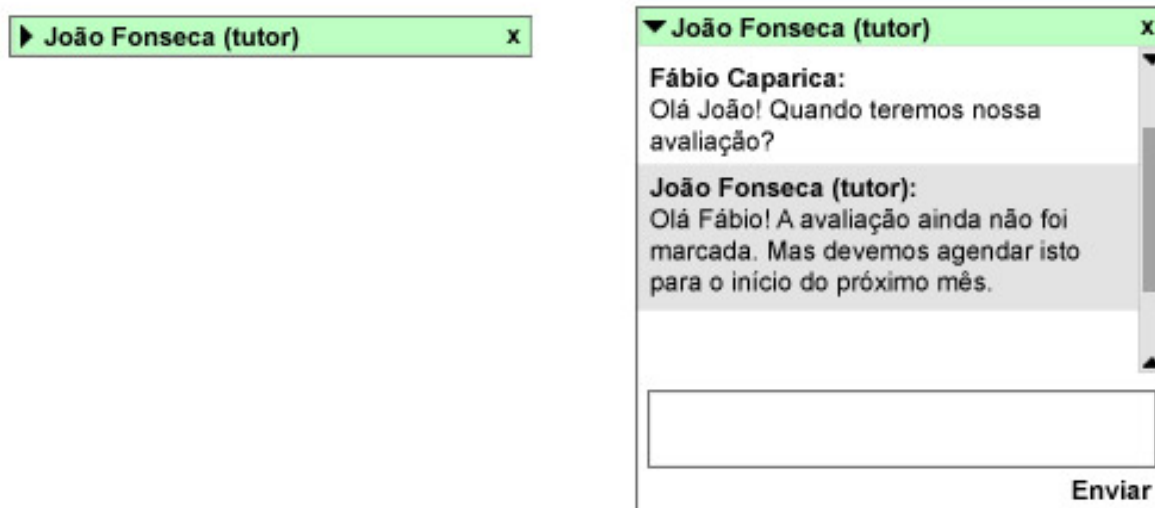 João Fonseca (tutor) x
João Fonseca (tutor) x
Fábio Caparica:
Olá João! Quando teremos nossa
avaliação?
João Fonseca (tutor):
Olá Fábio! A avaliação ainda não foi
marcada. Mas devemos agendar isto
para o início do próximo mês.
Enviar